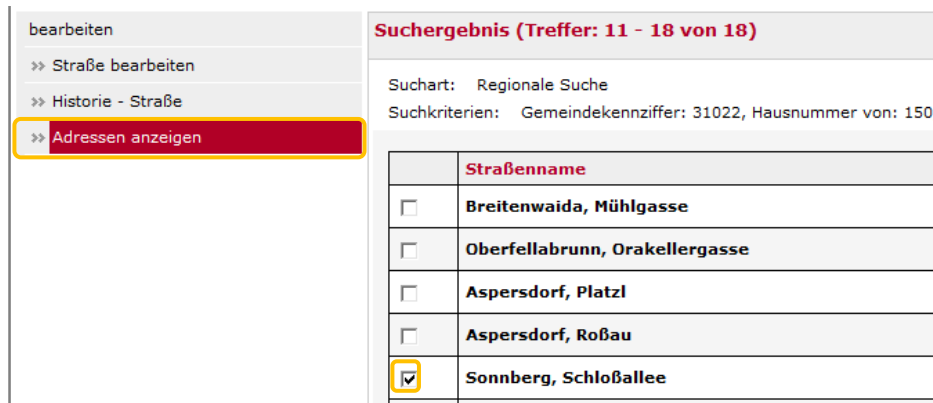 bearbeiten
>> Straße bearbeiten
>> Historie - Straße
>> Adressen anzeigen
Suchergebnis (Treffer: 11 - 18 von 18)
Suchart: Regionale Suche
Suchkriterien: Gemeindekennziffer: 31022, Hausnummer von: 150
Straßenname
Breitenwaida, Mühlgasse
Oberfellabrunn, Orakellergasse
Aspersdorf, Platzl
Aspersdorf, Roßau
Sonnberg, Schloßallee